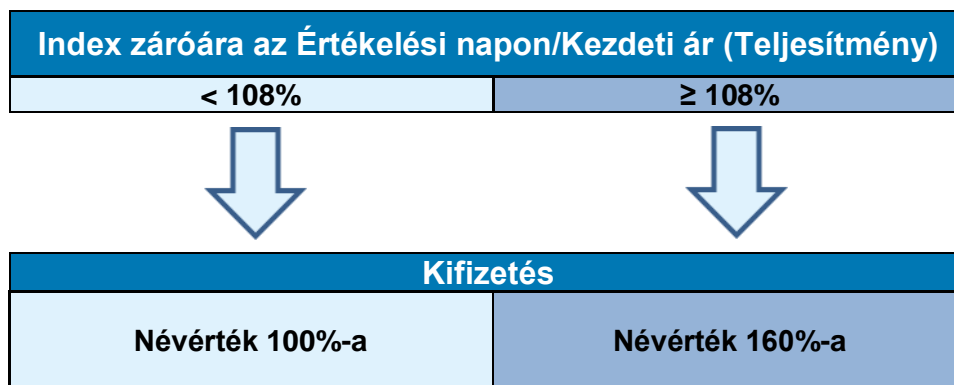 Index záróára az Értékelési napon/Kezdeti ár (Teljesítmény)
< 108% ≥ 108%
Kifizetés
Névérték 100%-a Névérték 160%-a